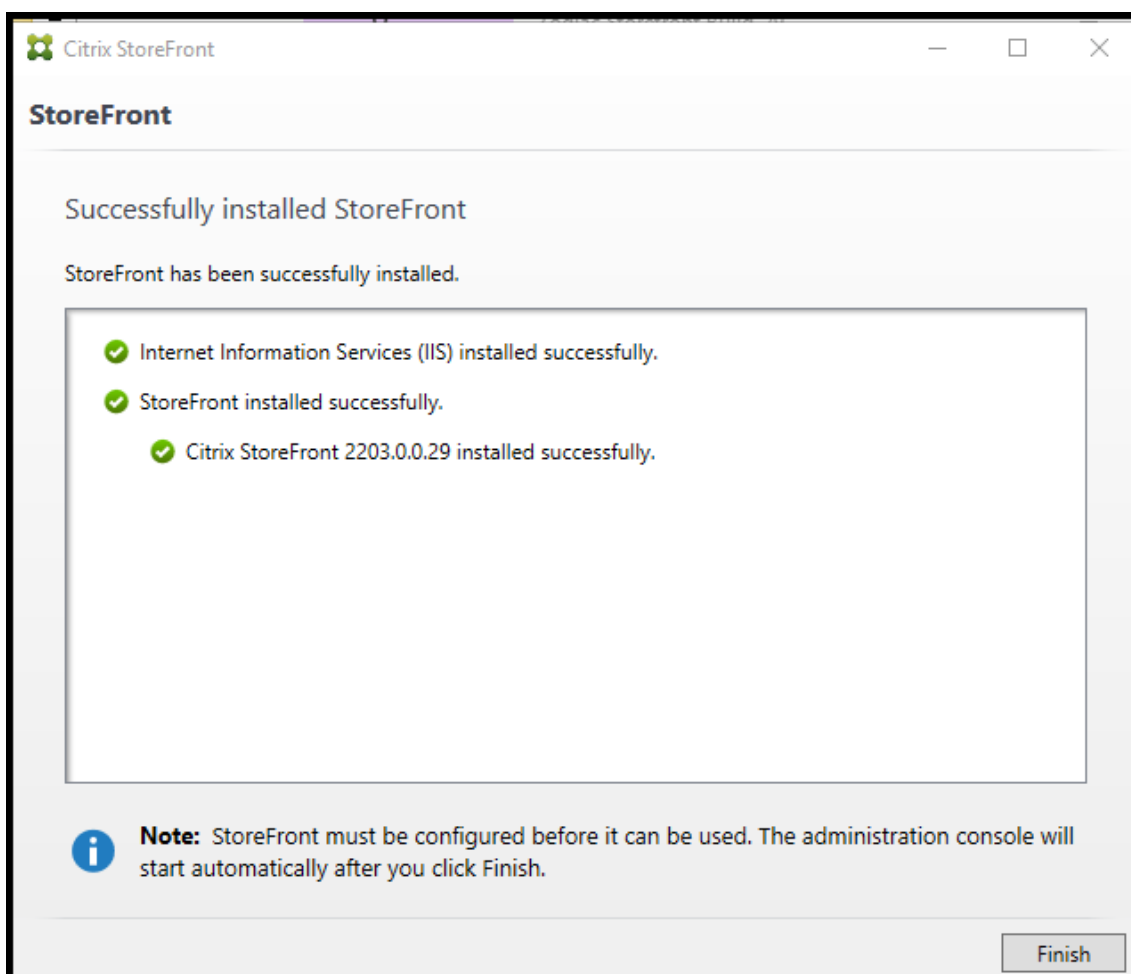 Citrix StoreFront
StoreFront
Successfully installed StoreFront
StoreFront has been successfully installed.
Internet Information Services (IIS) installed successfully.
StoreFront installed successfully.
Citrix StoreFront 2203.0.0.29 installed successfully.
Note: StoreFront must be configured before it can be used. The administration console will
start automatically after you click Finish.
Finish